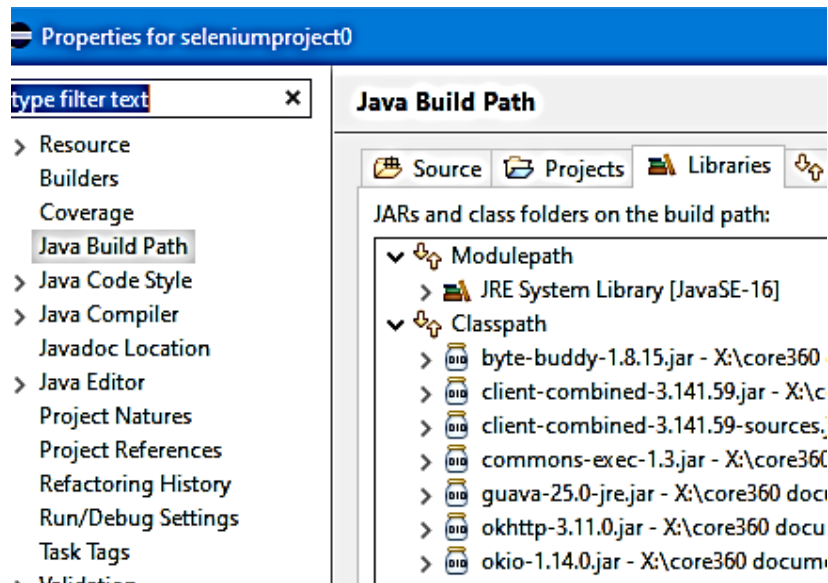 Properties for seleniumproject0
type filter text
Resource
Builders
Coverage
Java Build Path
Java Code Style
Java Compiler
Javadoc Location
Java Editor
Project Natures
Project References
Refactoring History
Run/Debug Settings
Task Tags
Validation
Java Build Path
Source Projects Libraries
JARs and class folders on the build path:
Modulepath
JRE System Library [JavaSE-16]
Classpath
byte-buddy-1.8.15.jar - X:\core360
client-combined-3.141.59.jar - X:\c
client-combined-3.141.59-sources.j
commons-exec-1.3.jar - X:\core360
guava-25.0-jre.jar - X:\core360 docu
okhttp-3.11.0.jar - X:\core360 docu
okio-1.14.0.jar - X:\core360 docume